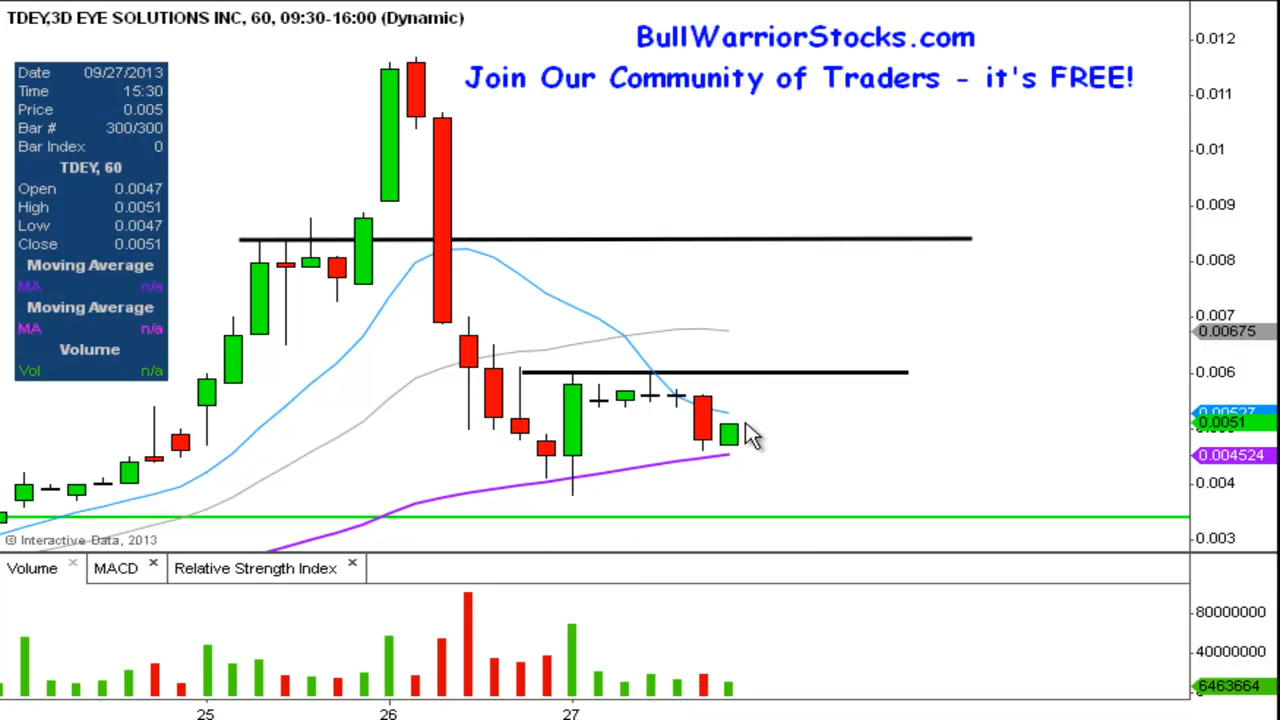 TDEY,3D EYE SOLUTIONS INC, 60, 09:30-16:00 (Dynamic)
BullWarriorStocks.com
Join Our Community of Traders - it's FREE!
Date 09/27/2013
Time 15:30
Price 0.005
Bar # 300/300
Bar Index 0
TDEY, 60
Open 0.0047
High 0.0051
Low 0.0047
Close 0.0051
Moving Average
MA n/a
Moving Average
MA n/a
Volume
Vol n/a
0.012
0.011
0.01
0.009
0.008
0.007
0.00675
0.006
0.00527
0.0051
0.004524
0.004
0.003
© Interactive Data, 2013
Volume × MACD × Relative Strength Index ×
80000000
40000000
6463664
25 26 27